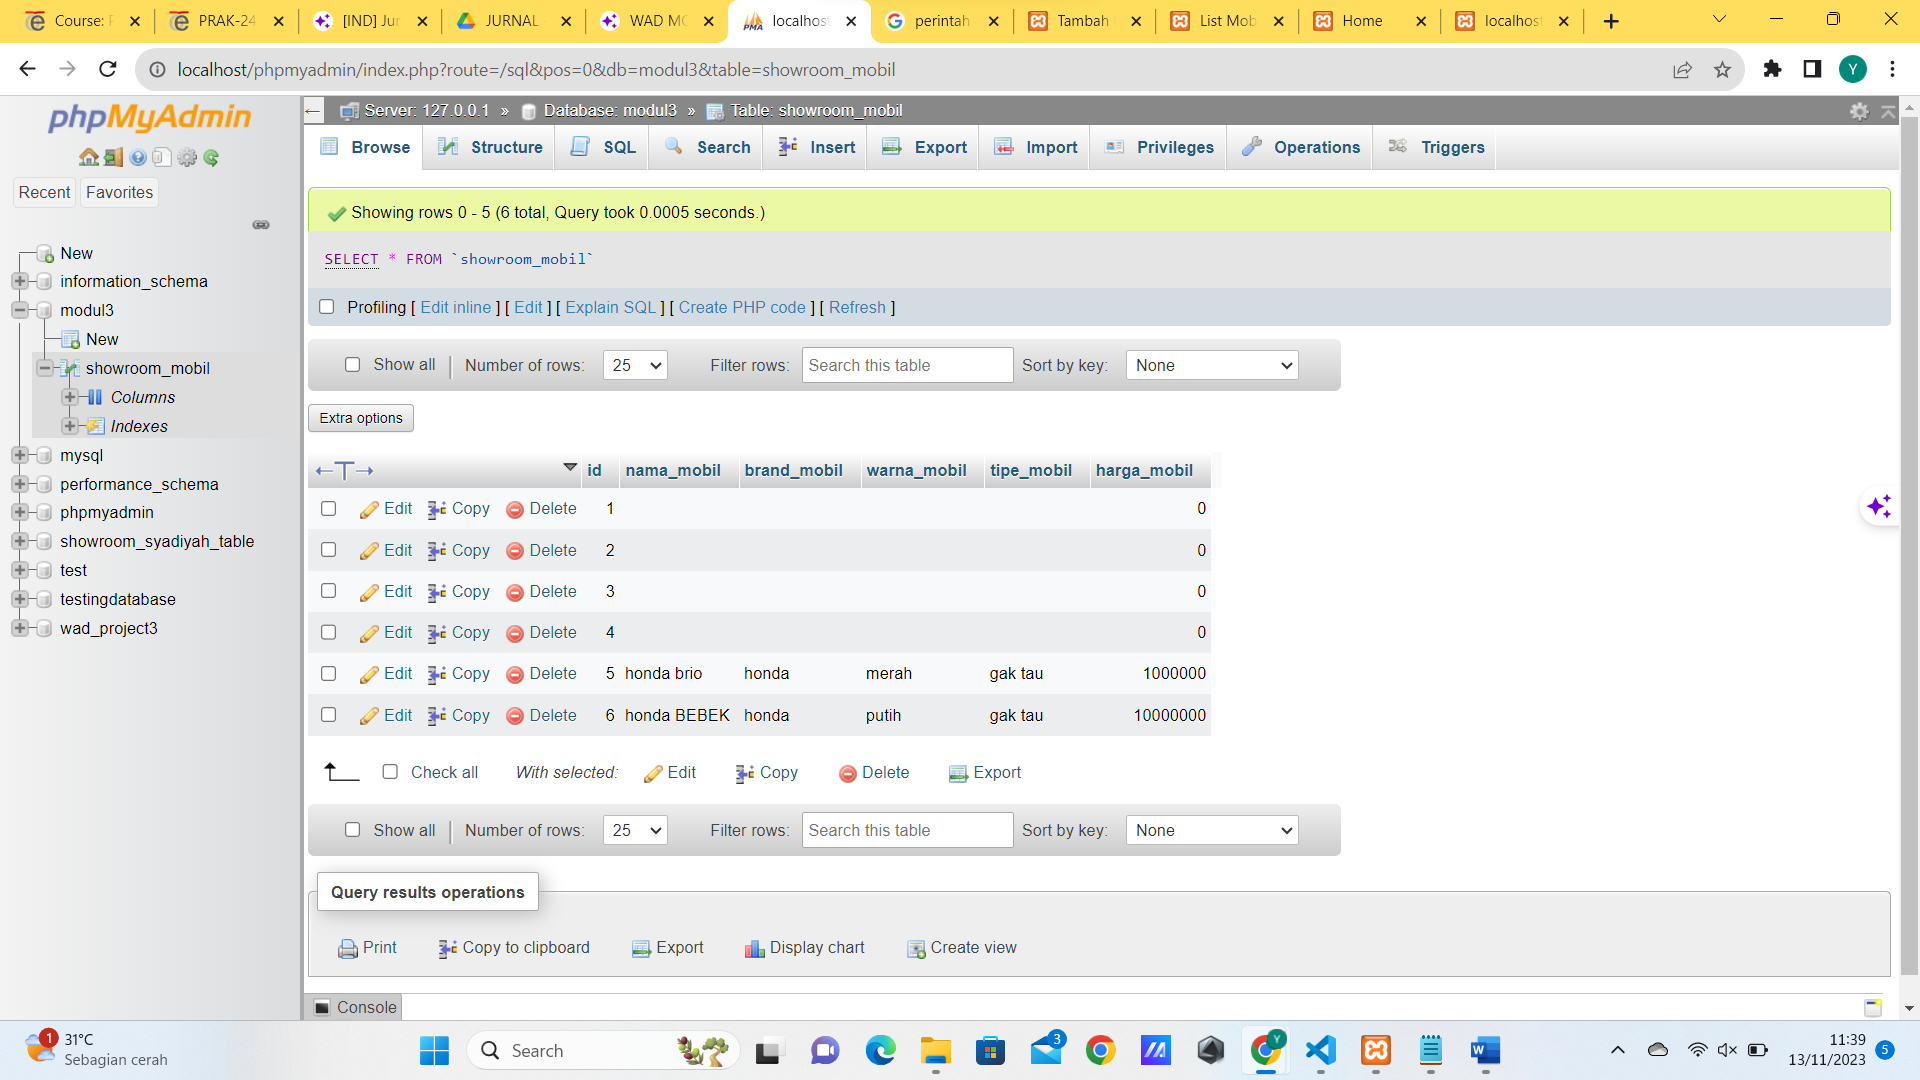 Course: P
PRAK-24
[IND] Jur
JURNAL
WAD MO
localhost
perintah
Tambah
List Mob
Home
localhost
localhost/phpmyadmin/index.php?route=/sql&pos=0&db=modul3&table=showroom_mobil
Y
phpMyAdmin
Recent Favorites
New
information_schema
modul3
New
showroom_mobil
Columns
Indexes
mysql
performance_schema
phpmyadmin
showroom_syadiyah_table
test
testingdatabase
wad_project3
Server: 127.0.0.1 » Database: modul3 » Table: showroom_mobil
Browse Structure SQL Search Insert Export Import Privileges Operations Triggers
Showing rows 0 - 5 (6 total, Query took 0.0005 seconds.)
SELECT * FROM `showroom_mobil`
Profiling [ Edit inline ] [ Edit ] [ Explain SQL ] [ Create PHP code ] [ Refresh ]
Show all Number of rows: 25 Filter rows: Search this table Sort by key: None
Extra options
←T→ id nama_mobil brand_mobil warna_mobil tipe_mobil harga_mobil
Edit Copy Delete 1 0
Edit Copy Delete 2 0
Edit Copy Delete 3 0
Edit Copy Delete 4 0
Edit Copy Delete 5 honda brio honda merah gak tau 1000000
Edit Copy Delete 6 honda BEBEK honda putih gak tau 10000000
Check all With selected: Edit Copy Delete Export
Show all Number of rows: 25 Filter rows: Search this table Sort by key: None
Query results operations
Print Copy to clipboard Export Display chart Create view
Console
1
31°C
Sebagian cerah
Search
3
Y
11:39
13/11/2023
5